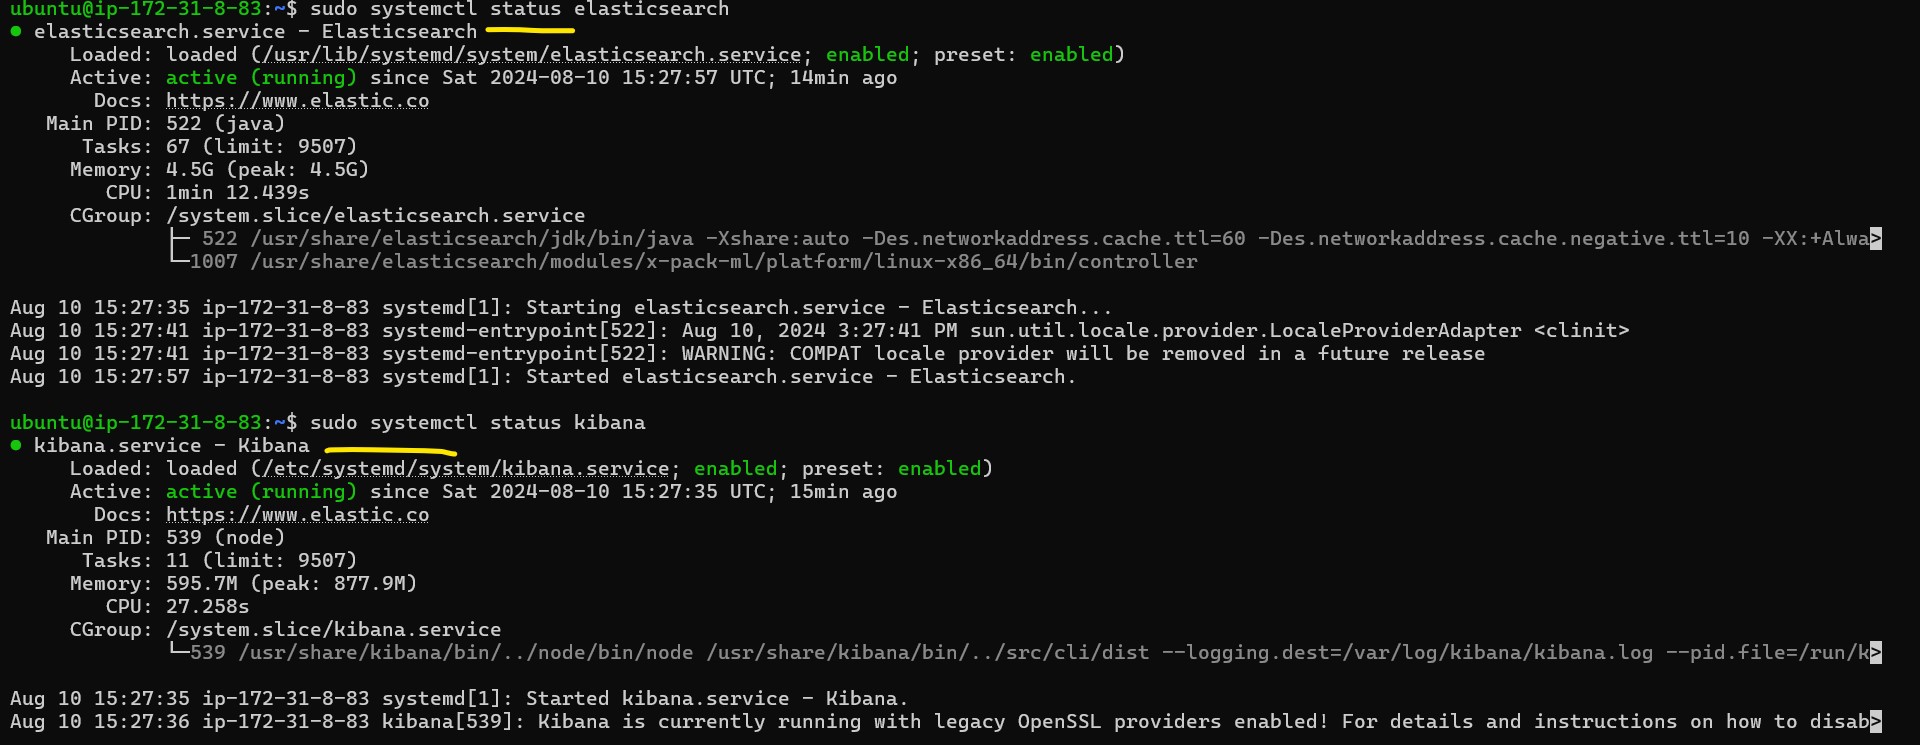 ubuntu@ip-172-31-8-83:~$ sudo systemctl status elasticsearch
● elasticsearch.service - Elasticsearch
Loaded: loaded (/usr/lib/systemd/system/elasticsearch.service; enabled; preset: enabled)
Active: active (running) since Sat 2024-08-10 15:27:57 UTC; 14min ago
Docs: https://www.elastic.co
Main PID: 522 (java)
Tasks: 67 (limit: 9507)
Memory: 4.5G (peak: 4.5G)
CPU: 1min 12.439s
CGroup: /system.slice/elasticsearch.service
├─ 522 /usr/share/elasticsearch/jdk/bin/java -Xshare:auto -Des.networkaddress.cache.ttl=60 -Des.networkaddress.cache.negative.ttl=10 -XX:+Alwa>
└─1007 /usr/share/elasticsearch/modules/x-pack-ml/platform/linux-x86_64/bin/controller
Aug 10 15:27:35 ip-172-31-8-83 systemd[1]: Starting elasticsearch.service - Elasticsearch...
Aug 10 15:27:41 ip-172-31-8-83 systemd-entrypoint[522]: Aug 10, 2024 3:27:41 PM sun.util.locale.provider.LocaleProviderAdapter <clinit>
Aug 10 15:27:41 ip-172-31-8-83 systemd-entrypoint[522]: WARNING: COMPAT locale provider will be removed in a future release
Aug 10 15:27:57 ip-172-31-8-83 systemd[1]: Started elasticsearch.service - Elasticsearch.
ubuntu@ip-172-31-8-83:~$ sudo systemctl status kibana
● kibana.service - Kibana
Loaded: loaded (/etc/systemd/system/kibana.service; enabled; preset: enabled)
Active: active (running) since Sat 2024-08-10 15:27:35 UTC; 15min ago
Docs: https://www.elastic.co
Main PID: 539 (node)
Tasks: 11 (limit: 9507)
Memory: 595.7M (peak: 877.9M)
CPU: 27.258s
CGroup: /system.slice/kibana.service
└─539 /usr/share/kibana/bin/../node/bin/node /usr/share/kibana/bin/../src/cli/dist --logging.dest=/var/log/kibana/kibana.log --pid.file=/run/k>
Aug 10 15:27:35 ip-172-31-8-83 systemd[1]: Started kibana.service - Kibana.
Aug 10 15:27:36 ip-172-31-8-83 kibana[539]: Kibana is currently running with legacy OpenSSL providers enabled! For details and instructions on how to disab>